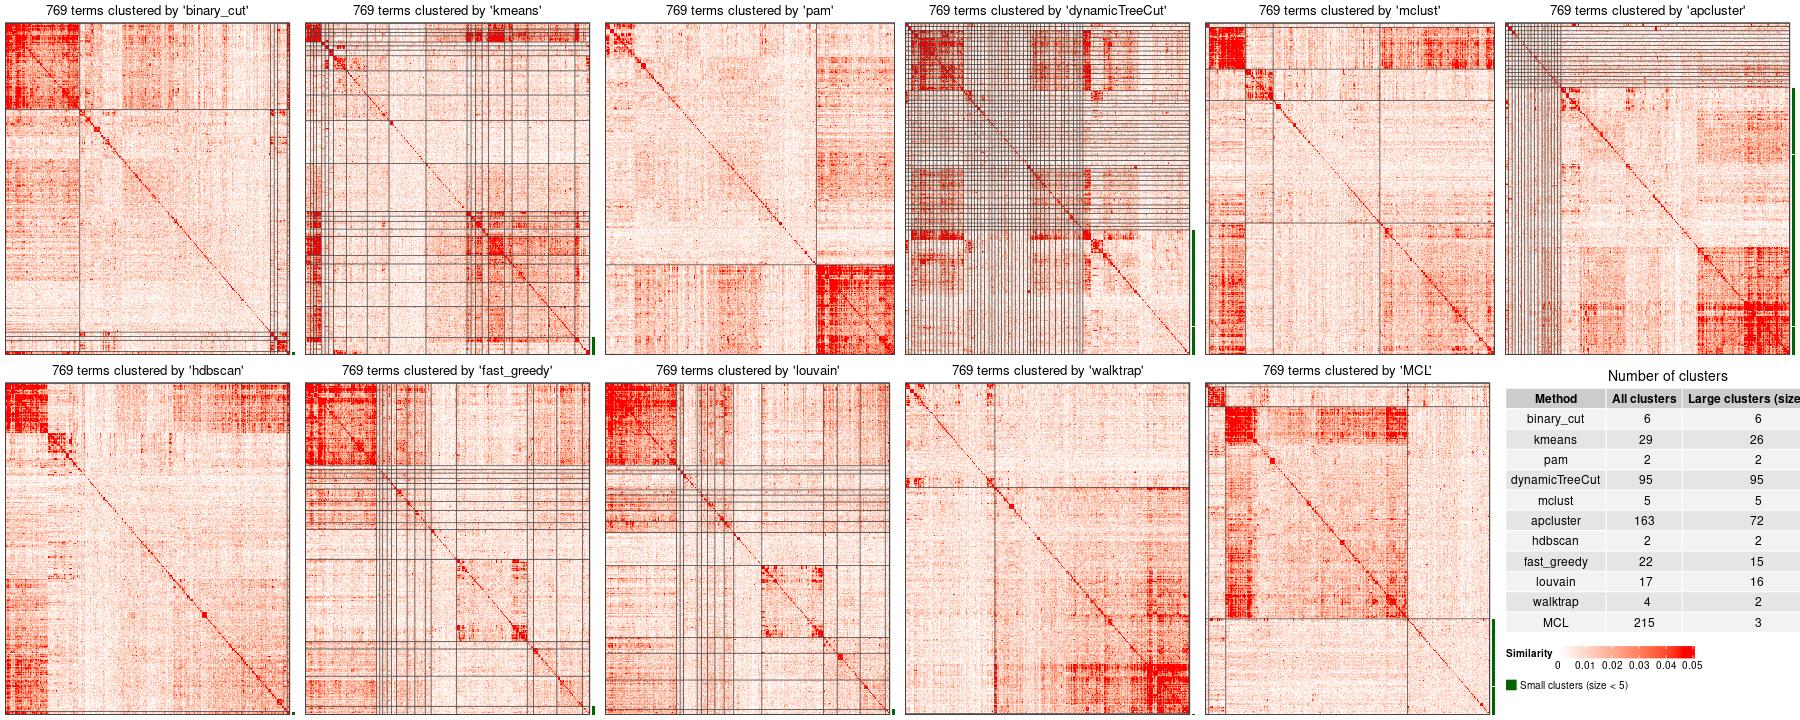 769 terms clustered by 'binary_cut'
769 terms clustered by 'kmeans'
769 terms clustered by 'pam'
769 terms clustered by 'dynamicTreeCut'
769 terms clustered by 'mclust'
769 terms clustered by 'apcluster'
769 terms clustered by 'hdbscan'
769 terms clustered by 'fast_greedy'
769 terms clustered by 'louvain'
769 terms clustered by 'walktrap'
769 terms clustered by 'MCL'
Number of clusters
Method All clusters Large clusters (size
binary_cut 6 6
kmeans 29 26
pam 2 2
dynamicTreeCut 95 95
mclust 5 5
apcluster 163 72
hdbscan 2 2
fast_greedy 22 15
louvain 17 16
walktrap 4 2
MCL 215 3
Similarity
0 0.01 0.02 0.03 0.04 0.05
Small clusters (size < 5)